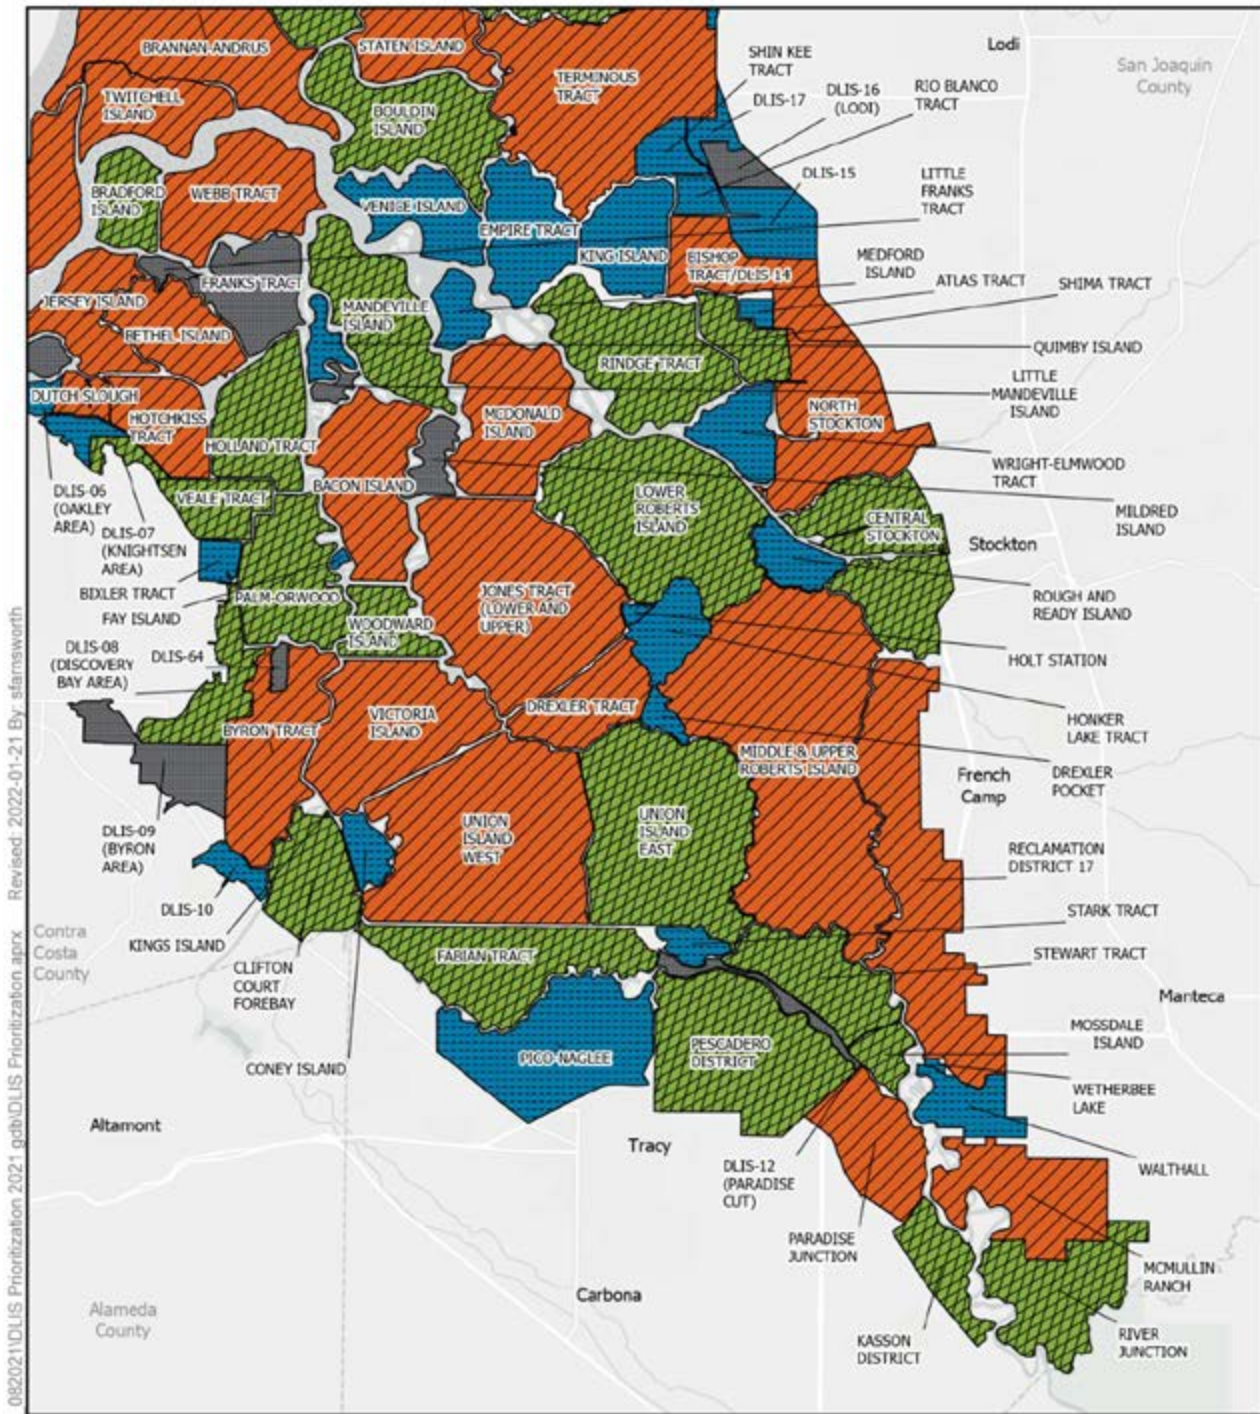 BRANNAN-ANDRUS
STATEN ISLAND
TERMINOUS
TRACT
SHIN KEE
TRACT
Lodi
San Joaquin
County
TWITCHELL
ISLAND
BOULDIN
ISLAND
DLIS-17
DLIS-16
(LODI)
RIO BLANCO
TRACT
DLIS-15
BRADFORD
ISLAND
WEBB TRACT
VENICE ISLAND
EMPIRE TRACT
KING ISLAND
BISHOP
TRACT/DLIS-14
LITTLE
FRANKS
TRACT
MEDFORD
ISLAND
ATLAS TRACT
SHIMA TRACT
FRANKS TRACT
JERSEY ISLAND
BETHEL ISLAND
MANDEVILLE
ISLAND
RINDGE TRACT
QUIMBY ISLAND
DUTCH SLOUGH
HOTCHKISS
TRACT
HOLLAND TRACT
MCDONALD
ISLAND
NORTH
STOCKTON
LITTLE
MANDEVILLE
ISLAND
WRIGHT-ELMWOOD
TRACT
DLIS-06
(OAKLEY
AREA)
VEALE TRACT
BACON ISLAND
LOWER
ROBERTS
ISLAND
CENTRAL
STOCKTON
MILDRED
ISLAND
Stockton
DLIS-07
(KNIGHTSEN
AREA)
BIXLER TRACT
FAY ISLAND
PALM-ORWOOD
WOODWARD
ISLAND
JONES TRACT
(LOWER AND
UPPER)
ROUGH AND
READY ISLAND
HOLT STATION
DLIS-08
(DISCOVERY
BAY AREA)
DLIS-64
BYRON TRACT
VICTORIA
ISLAND
DREXLER TRACT
HONKER
LAKE TRACT
MIDDLE & UPPER
ROBERTS ISLAND
French
Camp
DREXLER
POCKET
DLIS-09
(BYRON
AREA)
UNION
ISLAND
WEST
UNION
ISLAND
EAST
RECLAMATION
DISTRICT 17
DLIS-10
KINGS ISLAND
STARK TRACT
Contra
Costa
County
CLIFTON
COURT
FOREBAY
FABIAN TRACT
STEWART TRACT
Manteca
CONEY ISLAND
PICO-NAGLEE
PESCADERO
DISTRICT
MOSSDALE
ISLAND
WETHERBEE
LAKE
Altamont
Tracy
DLIS-12
(PARADISE
CUT)
WALTHALL
PARADISE
JUNCTION
MCMULLIN
RANCH
Carbona
Alameda
County
KASSON
DISTRICT
RIVER
JUNCTION
082021\DLIS Prioritization 2021 gdb\DLIS Prioritization aprx Revised: 2022-01-21 By: sfarnsworth